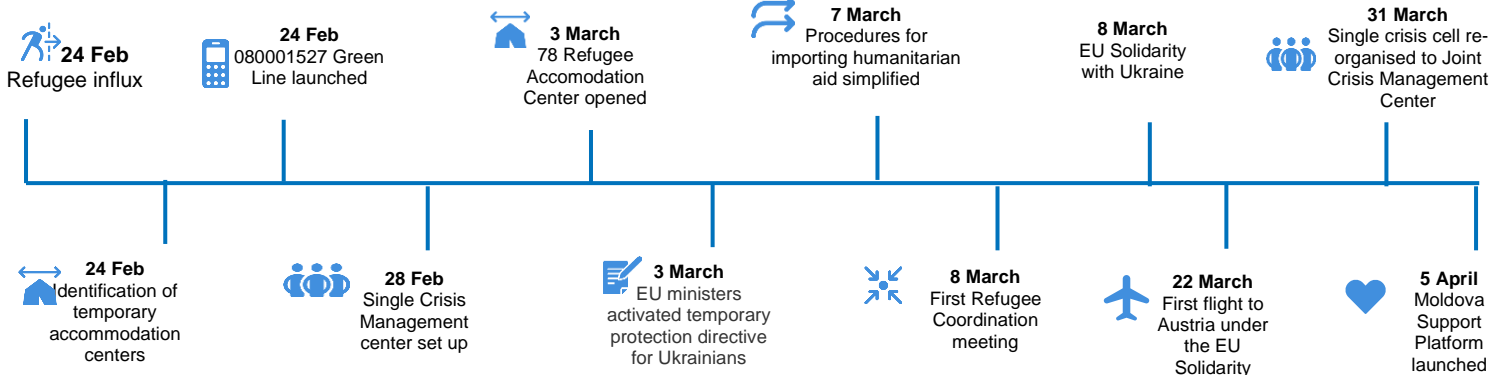 24 Feb
Refugee influx
24 Feb
080001527 Green
Line launched
3 March
78 Refugee
Accomodation
Center opened
7 March
Procedures for
importing humanitarian
aid simplified
8 March
EU Solidarity
with Ukraine
31 March
Single crisis cell re-
organised to Joint
Crisis Management
Center
24 Feb
Identification of
temporary
accommodation
centers
28 Feb
Single Crisis
Management
center set up
3 March
EU ministers
activated temporary
protection directive
for Ukrainians
8 March
First Refugee
Coordination
meeting
22 March
First flight to
Austria under
the EU
Solidarity
5 April
Moldova
Support
Platform
launched